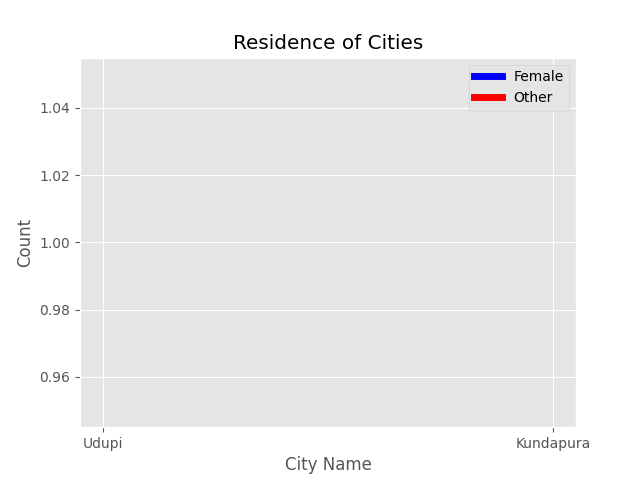 Residence of Cities
Female
Other
1.04
1.02
1.00
0.98
0.96
Count
Udupi
Kundapura
City Name